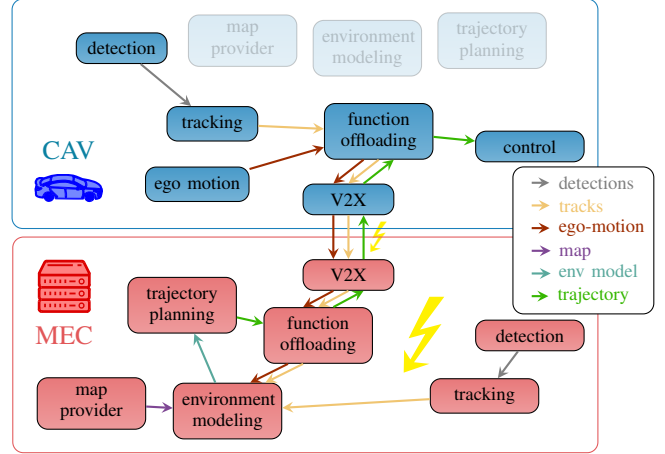 detection
map
provider
environment
modeling
trajectory
planning
tracking
function
offloading
control
CAV
ego motion
V2X
detections
tracks
ego-motion
map
env model
trajectory
V2X
MEC
trajectory
planning
function
offloading
detection
map
provider
environment
modeling
tracking